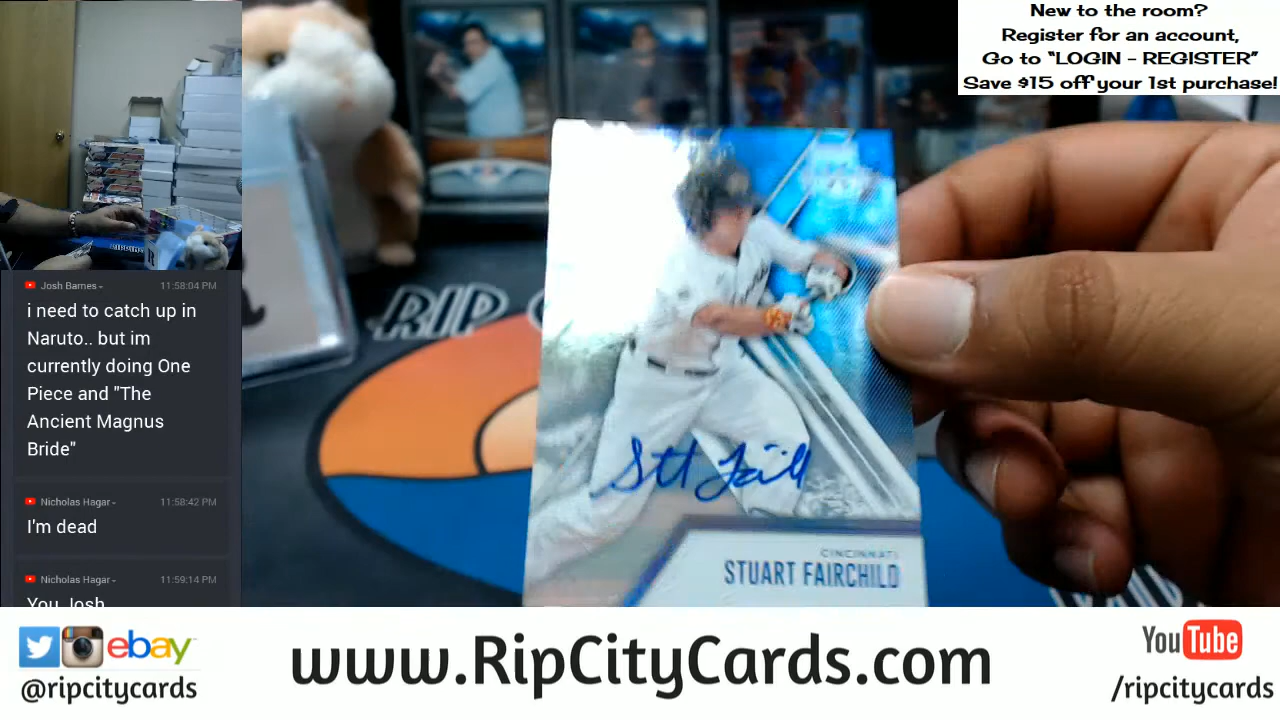 New to the room?
Register for an account,
Go to “LOGIN - REGISTER”
Save $15 off your 1st purchase!
Josh Barnes
11:58:04 PM
i need to catch up in
Naruto.. but im
currently doing One
Piece and "The
Ancient Magnus
Bride"
Nicholas Hagar
11:58:42 PM
I'm dead
Nicholas Hagar
11:59:14 PM
You Josh
RIP
CINCINNATI
STUART FAIRCHILD
ebay
@ripcitycards
www.RipCityCards.com
YouTube
/ripcitycards